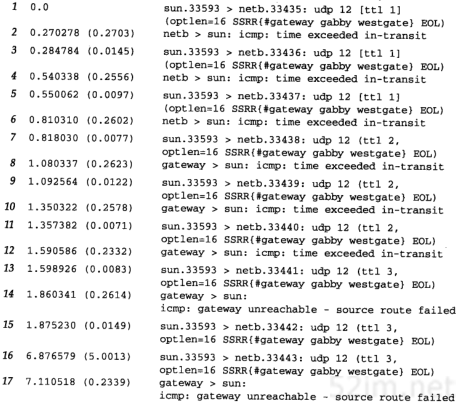 1 0.0 sun.33593 > netb.33435: udp 12 [ttl 1]
(optlen=16 SSRR{#gateway gabby westgate} EOL)
2 0.270278 (0.2703) netb > sun: icmp: time exceeded in-transit
3 0.284784 (0.0145) sun.33593 > netb.33436: udp 12 [ttl 1]
(optlen=16 SSRR{#gateway gabby westgate} EOL)
4 0.540338 (0.2556) netb > sun: icmp: time exceeded in-transit
5 0.550062 (0.0097) sun.33593 > netb.33437: udp 12 [ttl 1]
(optlen=16 SSRR{#gateway gabby westgate} EOL)
6 0.810310 (0.2602) netb > sun: icmp: time exceeded in-transit
7 0.818030 (0.0077) sun.33593 > netb.33438: udp 12 (ttl 2,
optlen=16 SSRR{#gateway gabby westgate} EOL)
8 1.080337 (0.2623) gateway > sun: icmp: time exceeded in-transit
9 1.092564 (0.0122) sun.33593 > netb.33439: udp 12 (ttl 2,
optlen=16 SSRR{#gateway gabby westgate} EOL)
10 1.350322 (0.2578) gateway > sun: icmp: time exceeded in-transit
11 1.357382 (0.0071) sun.33593 > netb.33440: udp 12 (ttl 2,
optlen=16 SSRR{#gateway gabby westgate} EOL)
12 1.590586 (0.2332) gateway > sun: icmp: time exceeded in-transit
13 1.598926 (0.0083) sun.33593 > netb.33441: udp 12 (ttl 3,
optlen=16 SSRR{#gateway gabby westgate} EOL)
14 1.860341 (0.2614) gateway > sun:
icmp: gateway unreachable - source route failed
15 1.875230 (0.0149) sun.33593 > netb.33442: udp 12 (ttl 3,
optlen=16 SSRR{#gateway gabby westgate} EOL)
16 6.876579 (5.0013) sun.33593 > netb.33443: udp 12 (ttl 3,
optlen=16 SSRR{#gateway gabby westgate} EOL)
17 7.110518 (0.2339) gateway > sun:
icmp: gateway unreachable - source route failed
52im.net